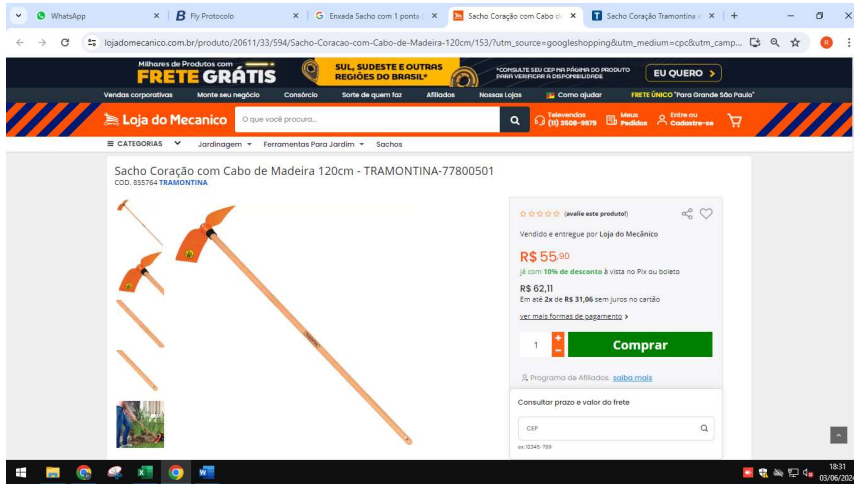 WhatsApp
Fly Protocolo
Enxada Sacho com 1 ponta
Sacho Coração com Cabo d
Sacho Coração Tramontina
lojadomecanico.com.br/produto/20611/33/594/Sacho-Coracao-com-Cabo-de-Madeira-120cm/153/?utm_source=googleshopping&utm_medium=cpc&utm_camp...
R
Milhares de Produtos com
FRETE GRÁTIS
SUL, SUDESTE E OUTRAS
REGIÕES DO BRASIL*
*CONSULTE SEU CEP NA PÁGINA DO PRODUTO
PARA VERIFICAR A DISPONIBILIDADE
EU QUERO >
Vendas corporativas Monte seu negócio Consórcio Sorte de quem faz Afiliados Nossas Lojas Como ajudar FRETE ÚNICO "Para Grande São Paulo"
Loja do Mecanico
O que você procura...
Televendas
(11) 3508-9979
Meus
Pedidos
Entre ou
Cadastre-se
CATEGORIAS Jardinagem Ferramentas Para Jardim Sachos
Sacho Coração com Cabo de Madeira 120cm - TRAMONTINA-77800501
COD. 855764 TRAMONTINA
(avalie este produto!)
Vendido e entregue por Loja do Mecânico
R$ 55,90
já com 10% de desconto à vista no Pix ou boleto
R$ 62,11
Em até 2x de R$ 31,06 sem juros no cartão
ver mais formas de pagamento >
1 + −
Comprar
Programa de Afiliados. saiba mais
Consultar prazo e valor do frete
CEP
ex: 12345-789
18:31
03/06/2024